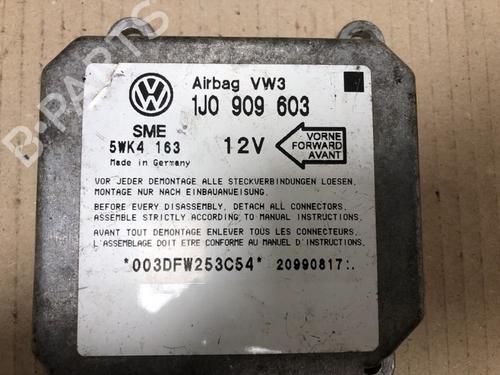 Airbag VW3
1J0 909 603
SME
5WK4 163
12V
VORNE
FORWARD
AVANT
Made in Germany
VOR JEDER DEMONTAGE ALLE STECKVERBINDUNGEN LOESEN.
MONTAGE NUR NACH EINBAUANWEISUNG.
BEFORE EVERY DISASSEMBLY, DETACH ALL CONNECTORS.
ASSEMBLE STRICTLY ACCORDING TO MANUAL INSTRUCTIONS.
AVANT TOUT DEMONTAGE ENLEVER TOUS LES CONNECTEURS.
L'ASSEMBLAGE DOIT ETRE CONFORME AU MANUEL D'INSTRUCTIONS.
*003DFW253C54* 20990817:.
B-PARTS